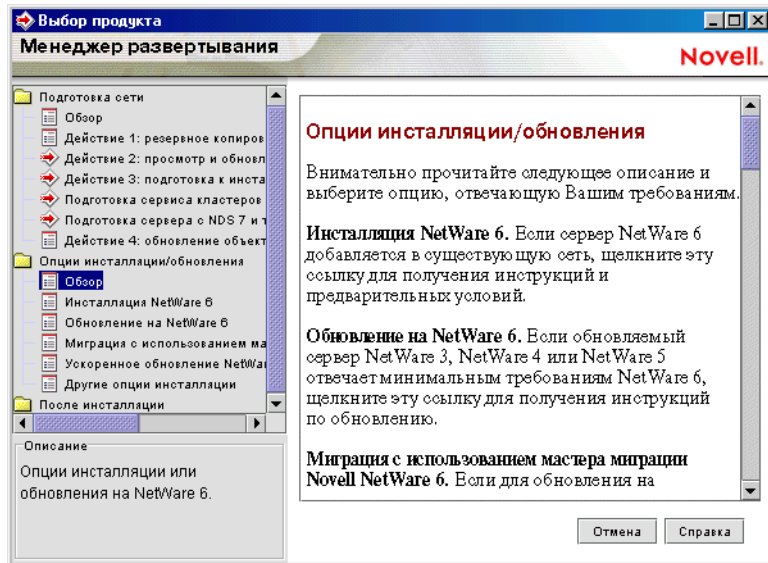 Выбор продукта
Менеджер развертывания
Novell.
Подготовка сети
Обзор
Действие 1: резервное копиров
Действие 2: просмотр и обновл
Действие 3: подготовка к инста
Подготовка сервиса кластеров
Подготовка сервера с NDS 7 и т
Действие 4: обновление объект
Опции инсталляции/обновления
Обзор
Инсталляция NetWare 6
Обновление на NetWare 6
Миграция с использованием ма
Ускоренное обновление NetWar
Другие опции инсталляции
После инсталляции
Описание
Опции инсталляции или
обновления на NetWare 6.
Опции инсталляции/обновления
Внимательно прочитайте следующее описание и
выберите опцию, отвечающую Вашим требованиям.
Инсталляция NetWare 6. Если сервер NetWare 6
добавляется в существующую сеть, щелкните эту
ссылку для получения инструкций и
предварительных условий.
Обновление на NetWare 6. Если обновляемый
сервер NetWare 3, NetWare 4 или NetWare 5
отвечает минимальным требованиям NetWare 6,
щелкните эту ссылку для получения инструкций
по обновлению.
Миграция с использованием мастера миграции
Novell NetWare 6. Если для обновления на
Отмена
Справка